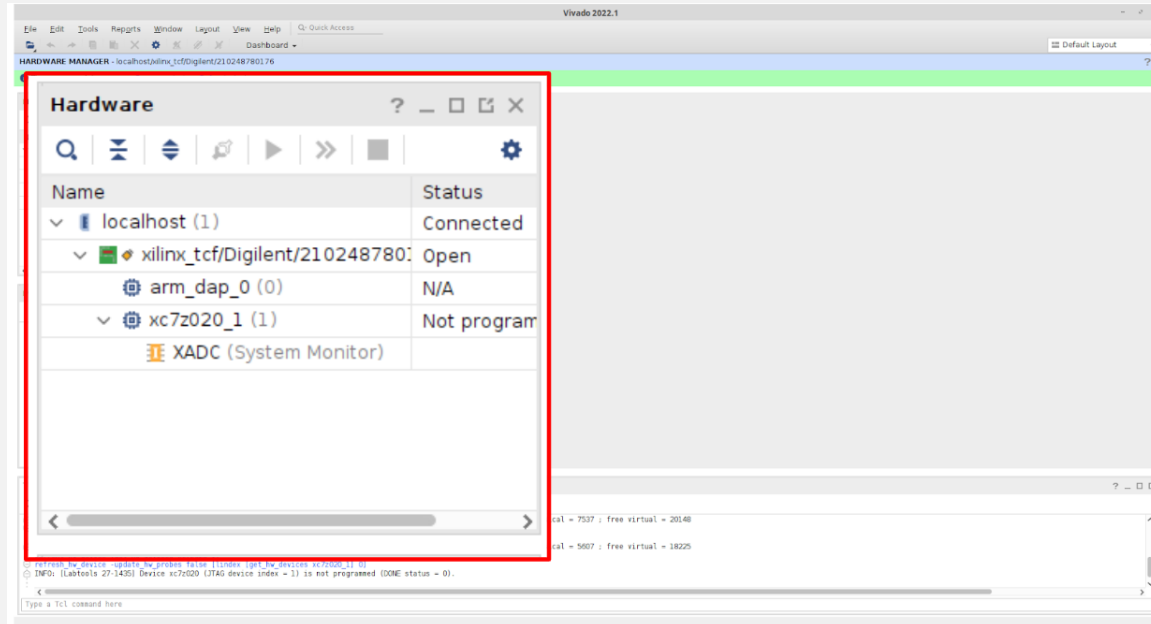 Vivado 2022.1
File Edit Tools Reports Window Layout View Help Q- Quick Access
Dashboard
Default Layout
HARDWARE MANAGER - localhost/xilinx_tcf/Digilent/210248780176
?
Hardware ? _
Name Status
localhost (1) Connected
xilinx_tcf/Digilent/210248780 Open
arm_dap_0 (0) N/A
xc7z020_1 (1) Not program
XADC (System Monitor)
? _
cal = 7537 ; free virtual = 20148
cal = 5607 ; free virtual = 18225
refresh_hw_device -update_hw_probes false [lindex [get_hw_devices xc7z020_1] 0]
INFO: [Labtools 27-1435] Device xc7z020 (JTAG device index = 1) is not programmed (DONE status = 0).
Type a Tcl command here